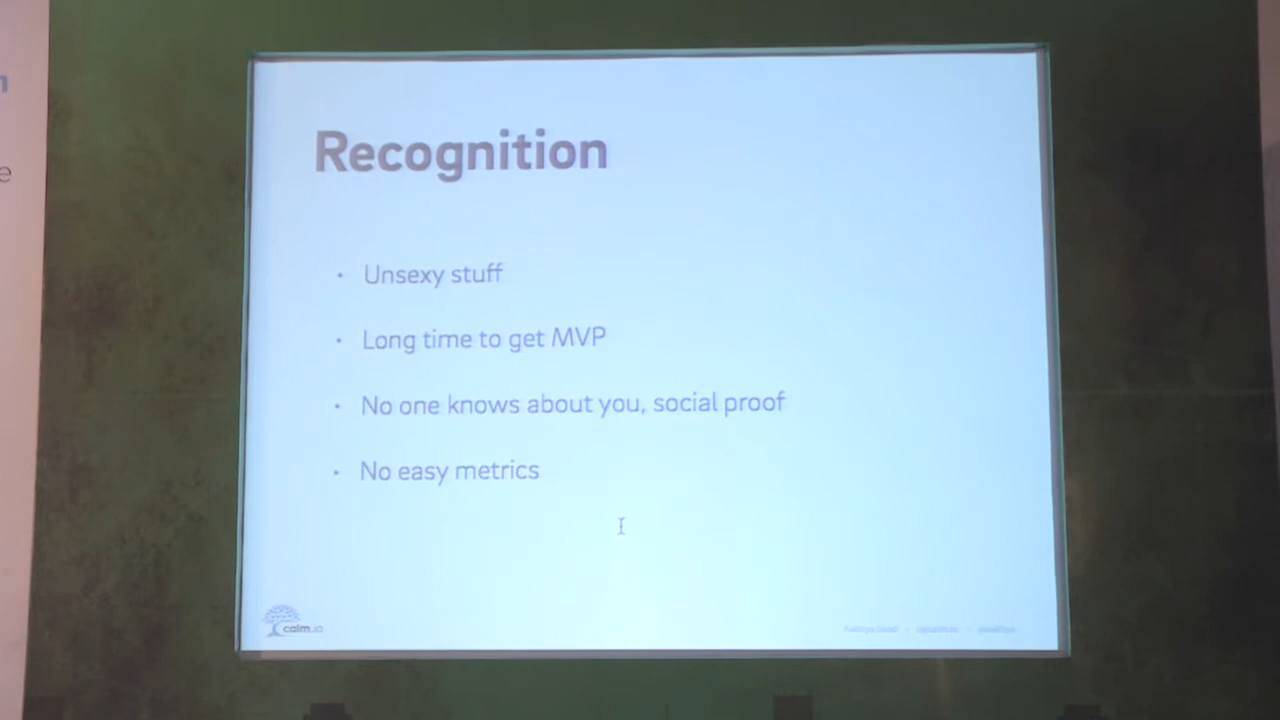 Recognition
• Unsexy stuff
• Long time to get MVP
• No one knows about you, social proof
• No easy metrics
calm.io